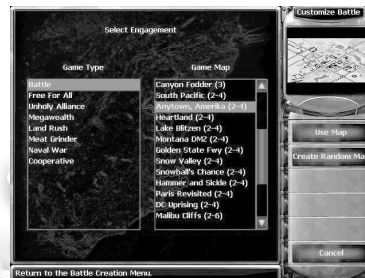 Customize Battle
Select Engagement
Game Type
Game Map
Battle
Free For All
Unholy Alliance
Megawealth
Land Rush
Meat Grinder
Naval War
Cooperative
Canyon Fodder (3)
South Pacific (2-4)
Anytown, Amerika (2-4)
Heartland (2-4)
Lake Blitzen (2-4)
Montana DMZ (2-4)
Golden State Fwy (2-4)
Snow Valley (2-4)
Snowball's Chance (2-4)
Hammer and Sickle (2-4)
Paris Revisited (2-4)
DC Uprising (2-4)
Malibu Cliffs (2-6)
Use Map
Create Random Ma
Cancel
Return to the Battle Creation Menu.